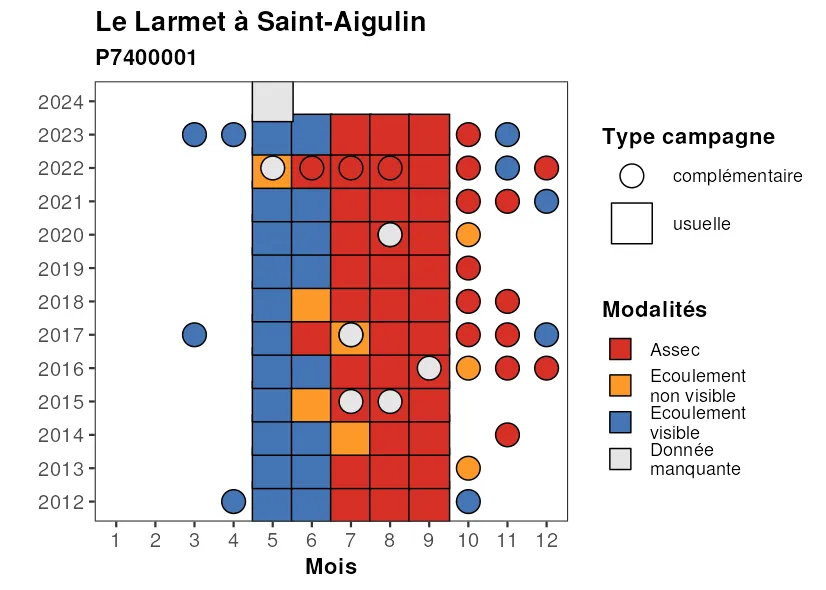 Le Larmet à Saint-Aigulin
P7400001
2024
2023
2022
2021
2020
2019
2018
2017
2016
2015
2014
2013
2012
1 2 3 4 5 6 7 8 9 10 11 12
Mois
Type campagne
complémentaire
usuelle
Modalités
Assec
Ecoulement
non visible
Ecoulement
visible
Donnée
manquante